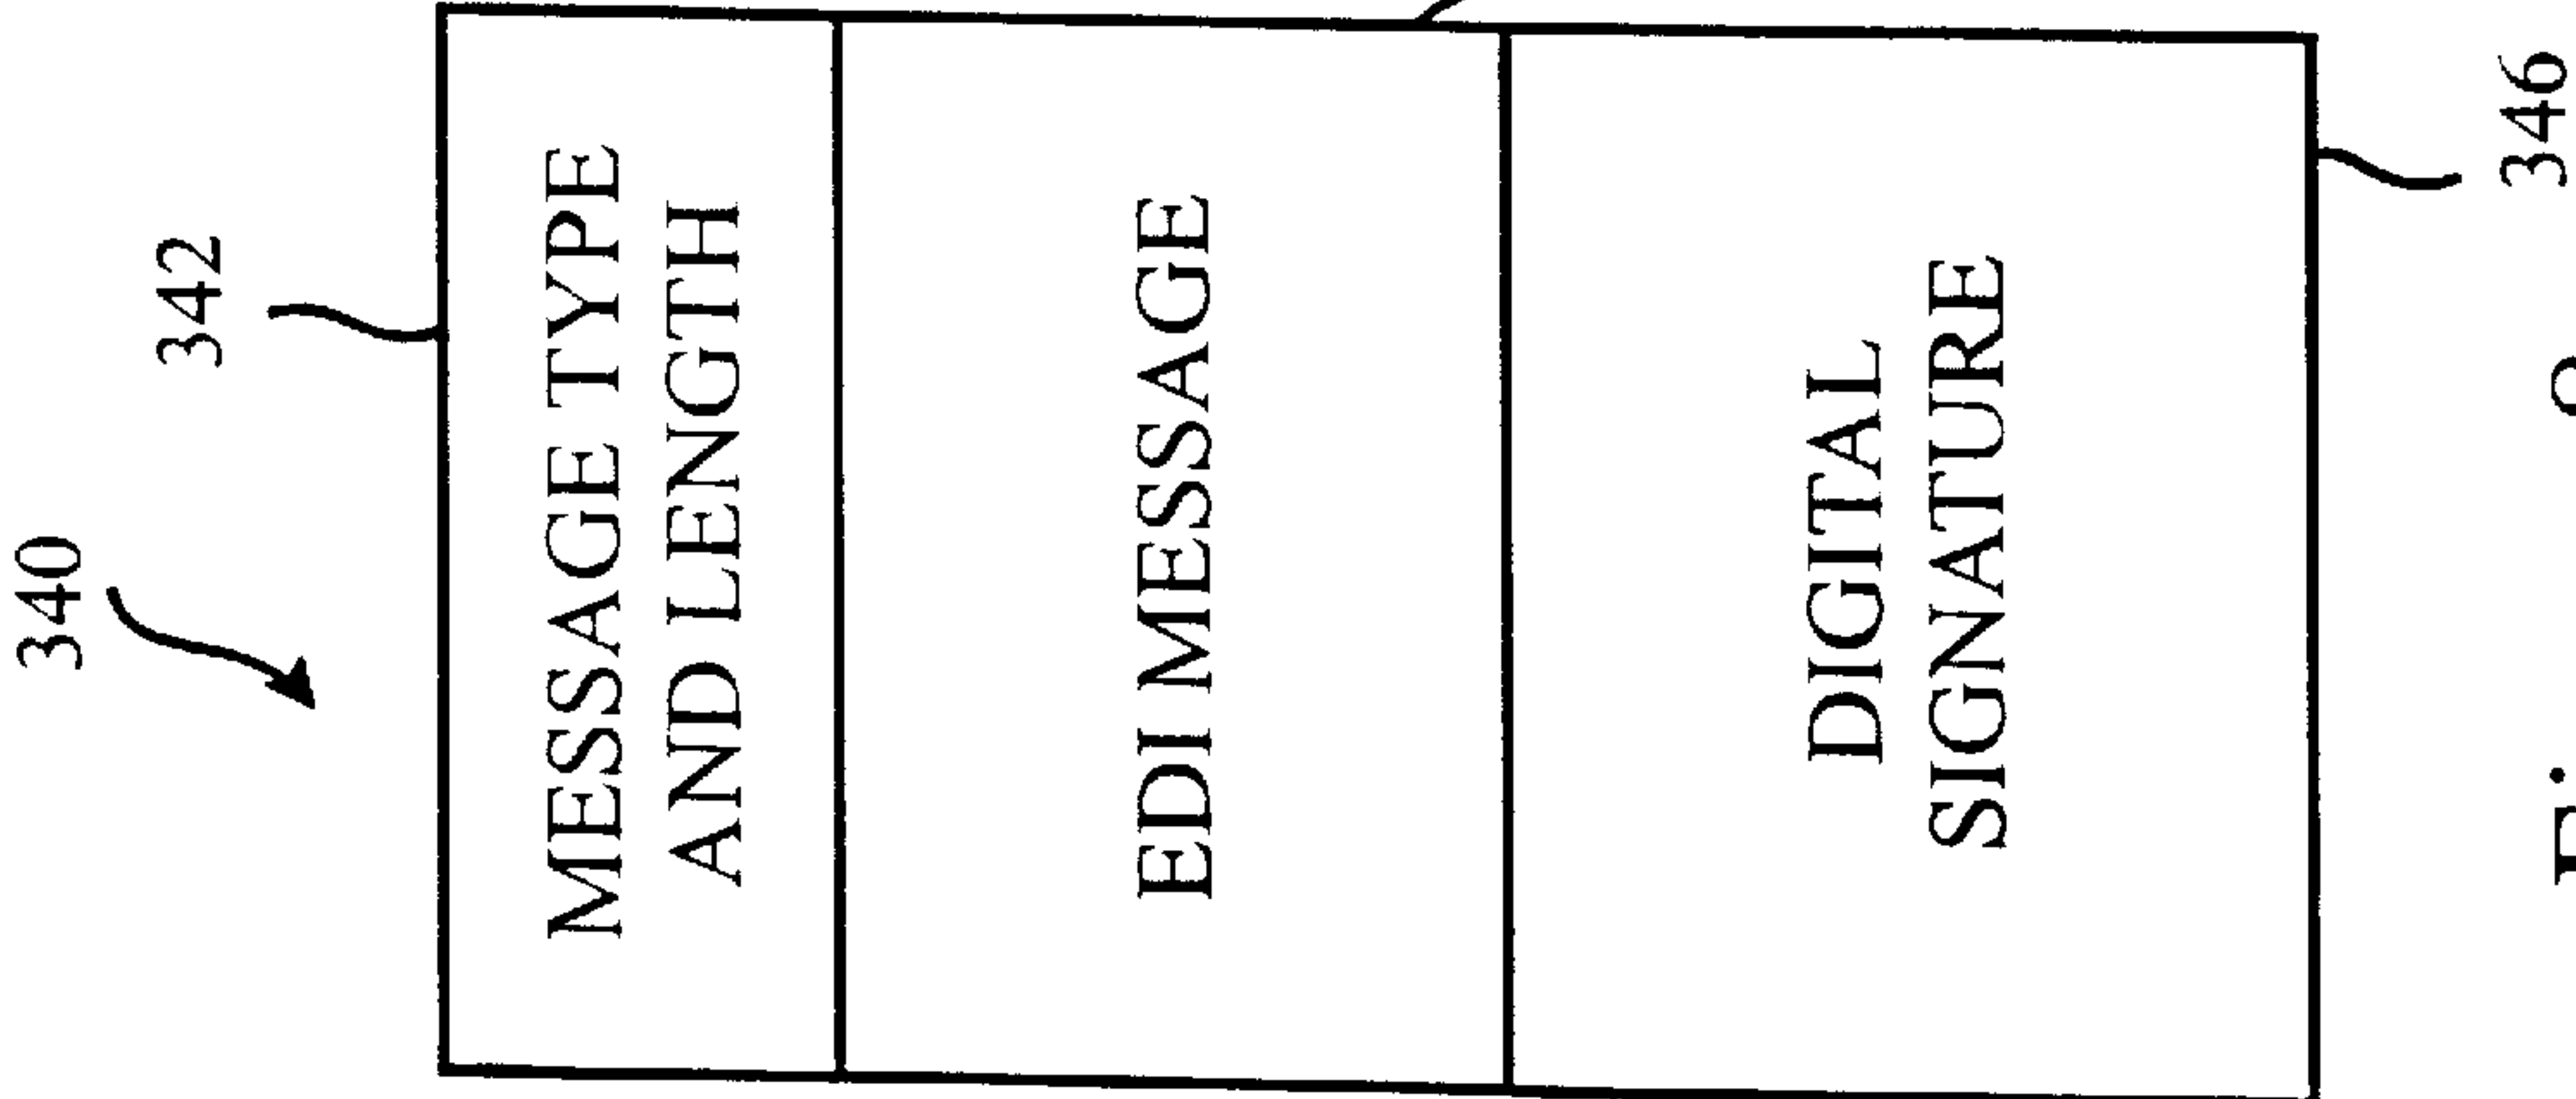 340
342
MESSAGE TYPE
AND LENGTH
EDI MESSAGE
DIGITAL
SIGNATURE
346